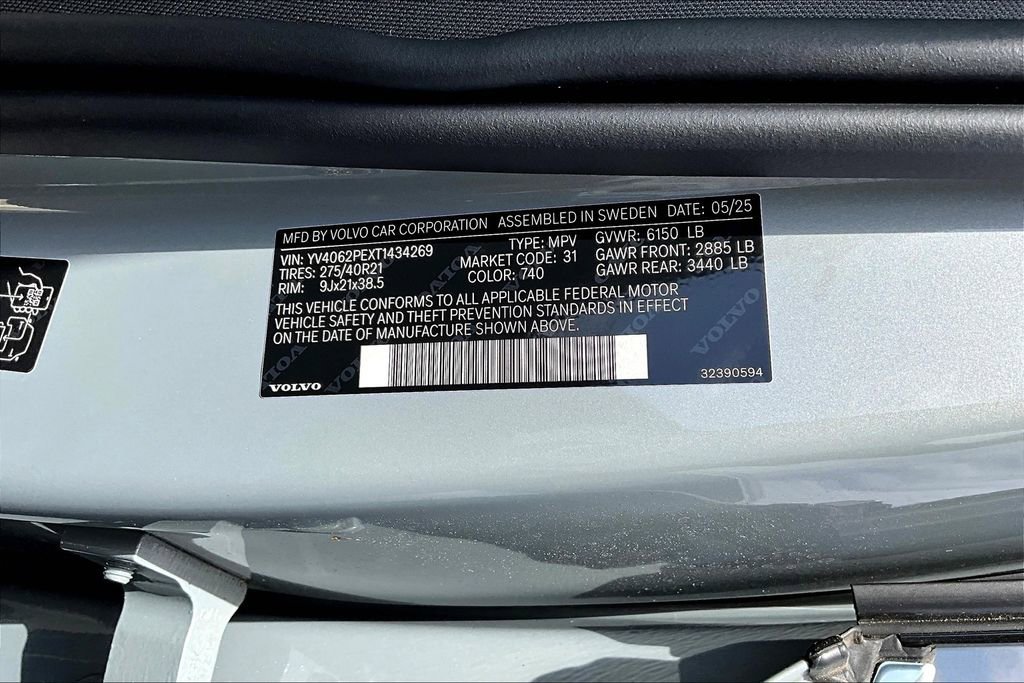 MFD BY VOLVO CAR CORPORATION ASSEMBLED IN SWEDEN DATE: 05/25
VIN: YV4062PEXT1434269 TYPE: MPV GVWR: 6150 LB
TIRES: 275/40R21 MARKET CODE: 31 GAWR FRONT: 2885 LB
RIM: 9Jx21x38.5 COLOR: 740 GAWR REAR: 3440 LB
THIS VEHICLE CONFORMS TO ALL APPLICABLE FEDERAL MOTOR
VEHICLE SAFETY AND THEFT PREVENTION STANDARDS IN EFFECT
ON THE DATE OF MANUFACTURE SHOWN ABOVE.
VOLVO 32390594